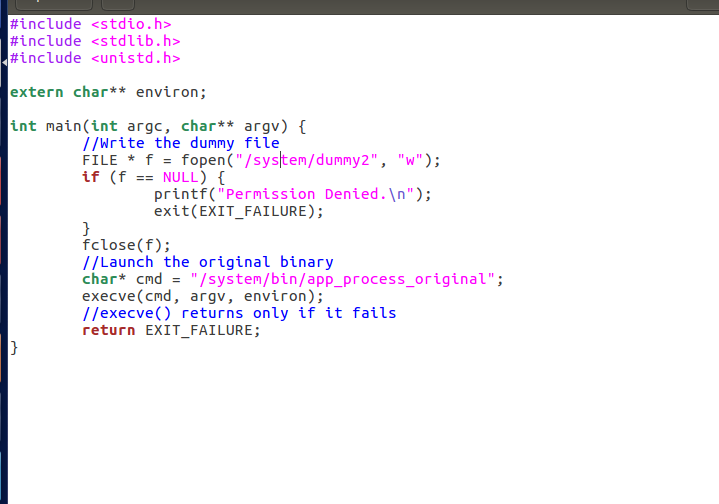 #include <stdio.h>
#include <stdlib.h>
#include <unistd.h>
extern char** environ;
int main(int argc, char** argv) {
//Write the dummy file
FILE * f = fopen("/system/dummy2", "w");
if (f == NULL) {
printf("Permission Denied.\n");
exit(EXIT_FAILURE);
}
fclose(f);
//Launch the original binary
char* cmd = "/system/bin/app_process_original";
execve(cmd, argv, environ);
//execve() returns only if it fails
return EXIT_FAILURE;
}